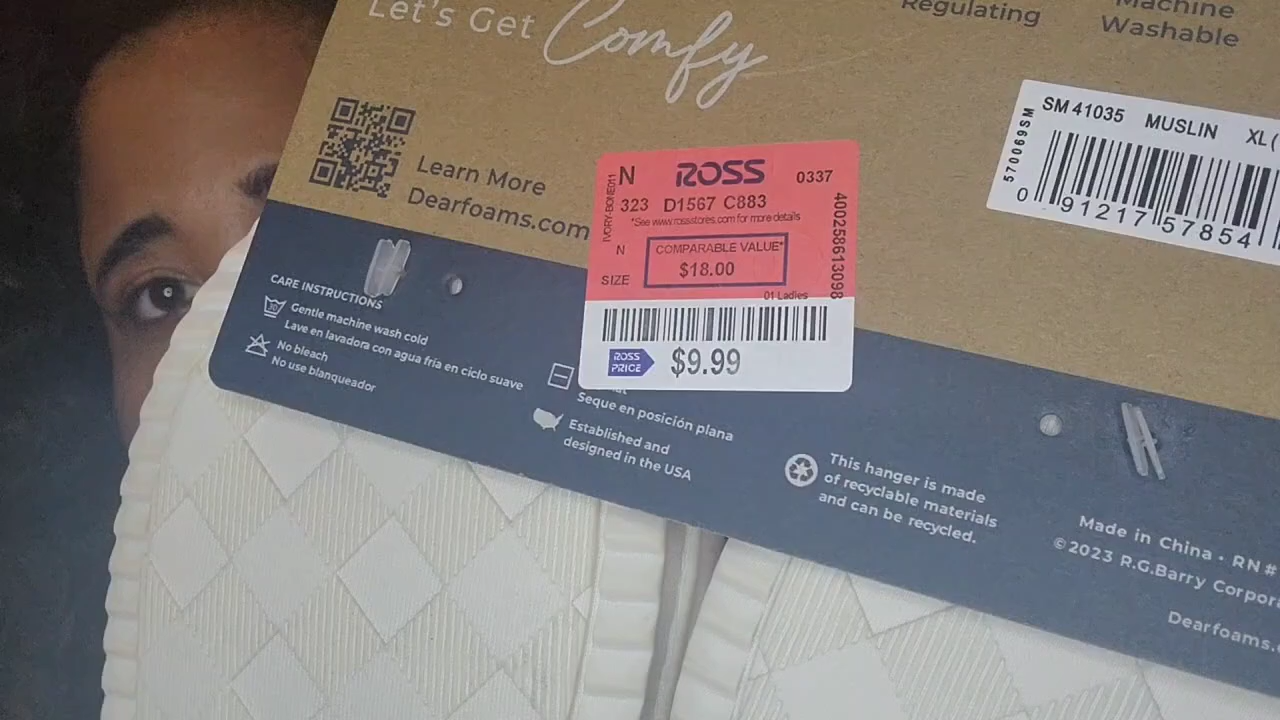 Let's Get Comfy
Regulating
Machine
Washable
Learn More
Dearfoams.com
SM 41035 MUSLIN XL(
570069SM
0 91217 57854
IVORY-BONE011
N ROSS 0337
323 D1567 C883
*See www.rossstores.com for more details
N COMPARABLE VALUE*
SIZE $18.00
01 Ladies
400258613098
ROSS PRICE $9.99
CARE INSTRUCTIONS
30
Gentle machine wash cold
Lave en lavadora con agua fría en ciclo suave
No bleach
No use blanqueador
Seque en posición plana
Established and
designed in the USA
This hanger is made
of recyclable materials
and can be recycled.
Made in China • RN #
©2023 R.G.Barry
Dearfoams.